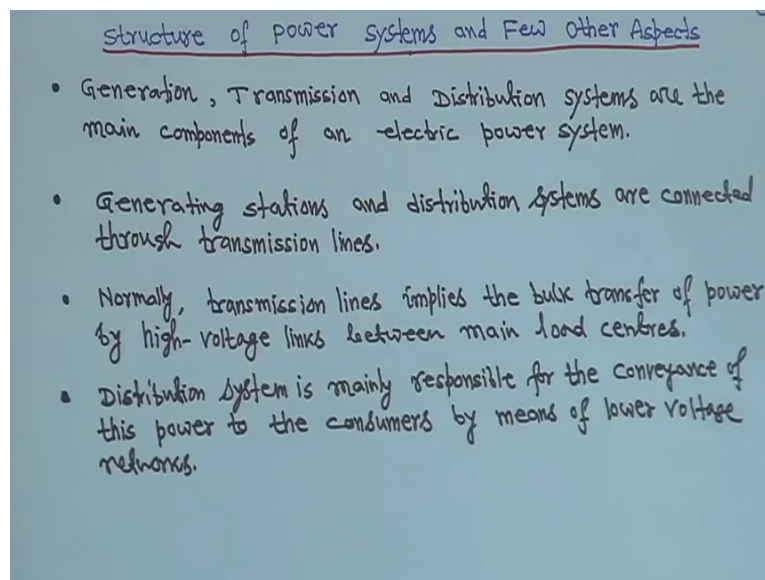 Structure of power systems and Few Other Aspects
• Generation, Transmission and Distribution systems are the
main components of an electric power system.
• Generating stations and distribution systems are connected
through transmission lines.
• Normally, transmission lines implies the bulk transfer of power
by high-voltage links between main load centres.
• Distribution system is mainly responsible for the conveyance of
this power to the consumers by means of lower voltage
networks.